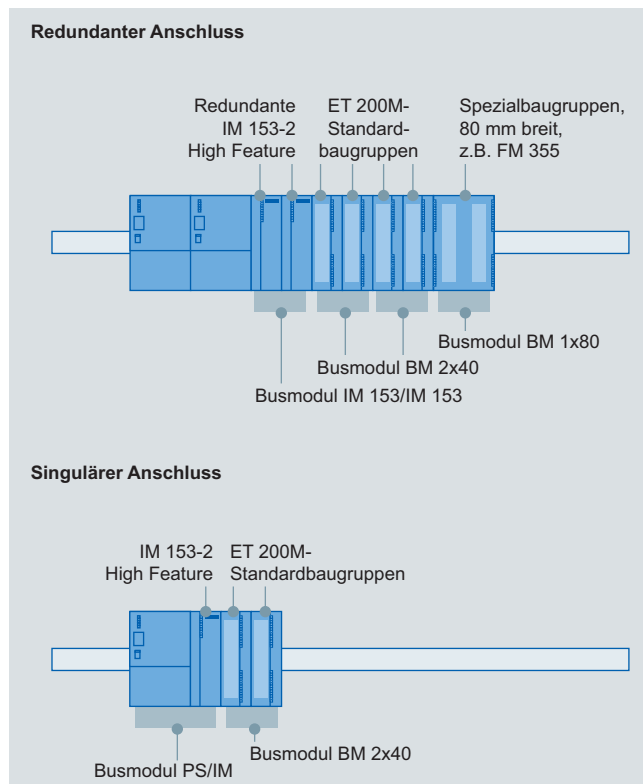 Redundanter Anschluss
Redundante
IM 153-2
High Feature
ET 200M-
Standard-
baugruppen
Spezialbaugruppen,
80 mm breit,
z.B. FM 355
Busmodul BM 1x80
Busmodul BM 2x40
Busmodul IM 153/IM 153
Singulärer Anschluss
IM 153-2
High Feature
ET 200M-
Standardbaugruppen
Busmodul BM 2x40
Busmodul PS/IM